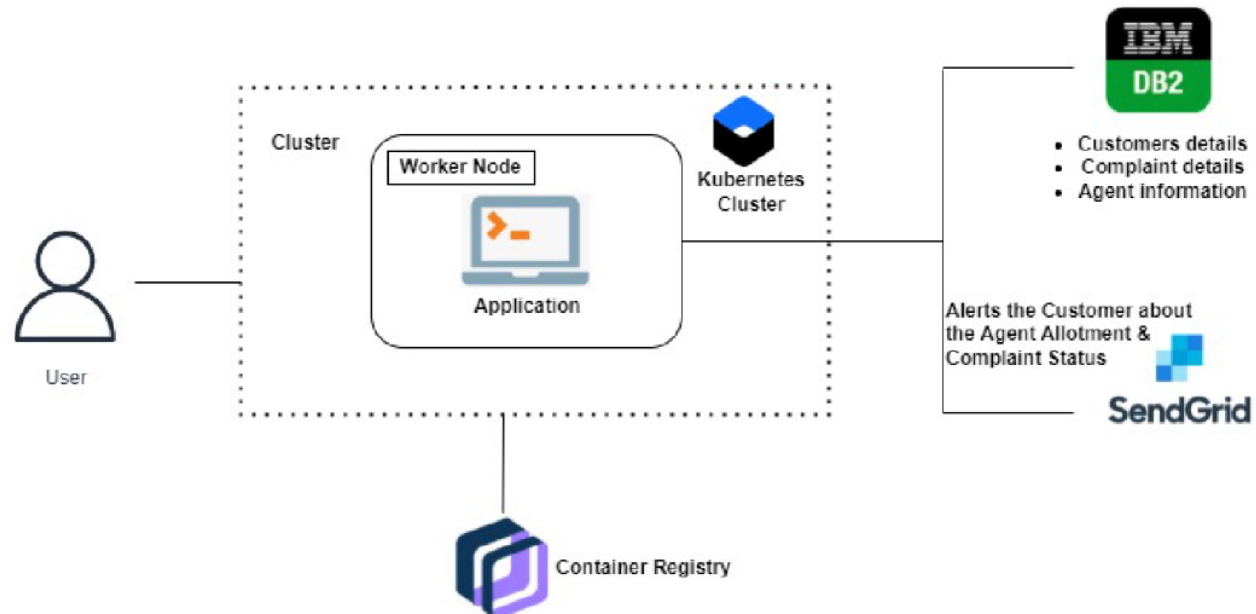 IBM
DB2
Cluster
Worker Node
Kubernetes
Cluster
Application
• Customers details
• Complaint details
• Agent information
User
Alerts the Customer about
the Agent Allotment &
Complaint Status
SendGrid
Container Registry